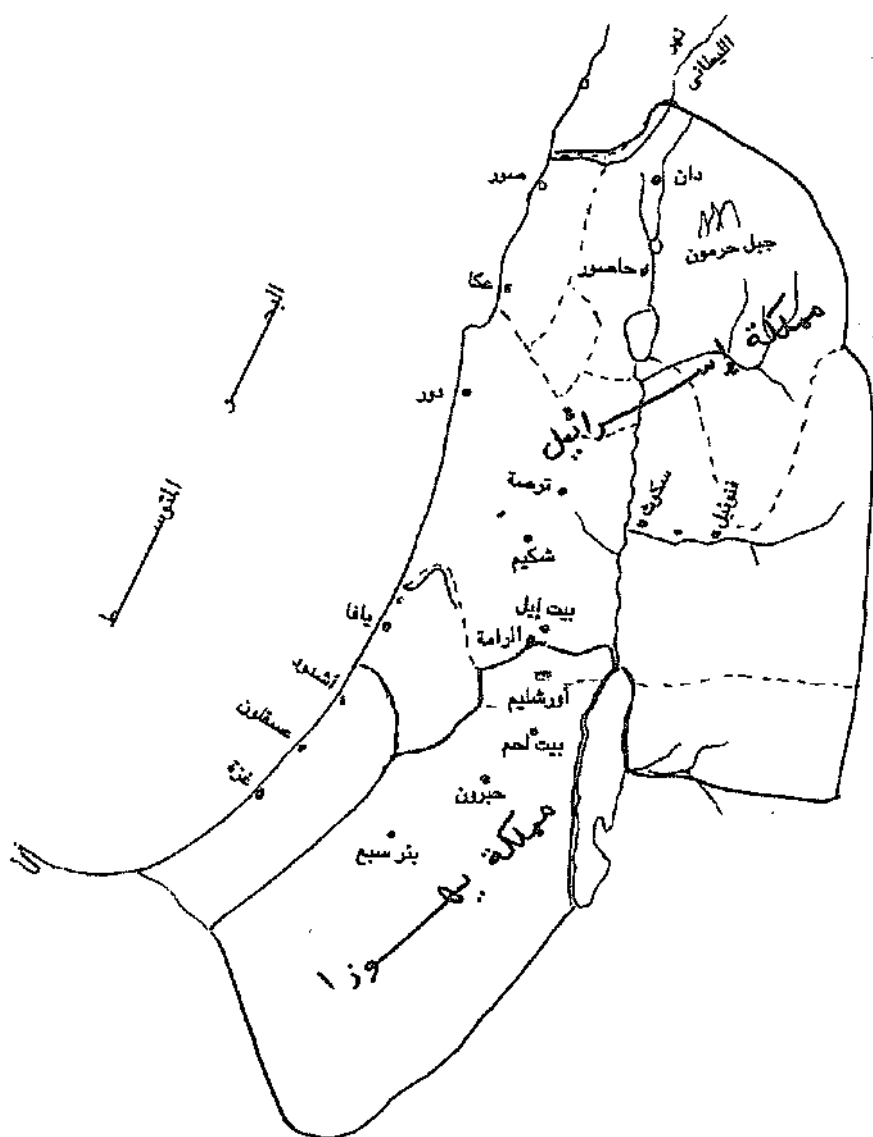 نهر
الليطاني
صور
دان
جبل حرمون
حاصور
عكا
البحر
المتوسط
مملكة إسرائيل
دور
ترصة
سكوث
فنوئيل
شكيم
بيت إيل
الرامة
يافا
أورشليم
أشدود
بيت لحم
عسقلون
غزة
حبرون
بئر سبع
مملكة يهوذا